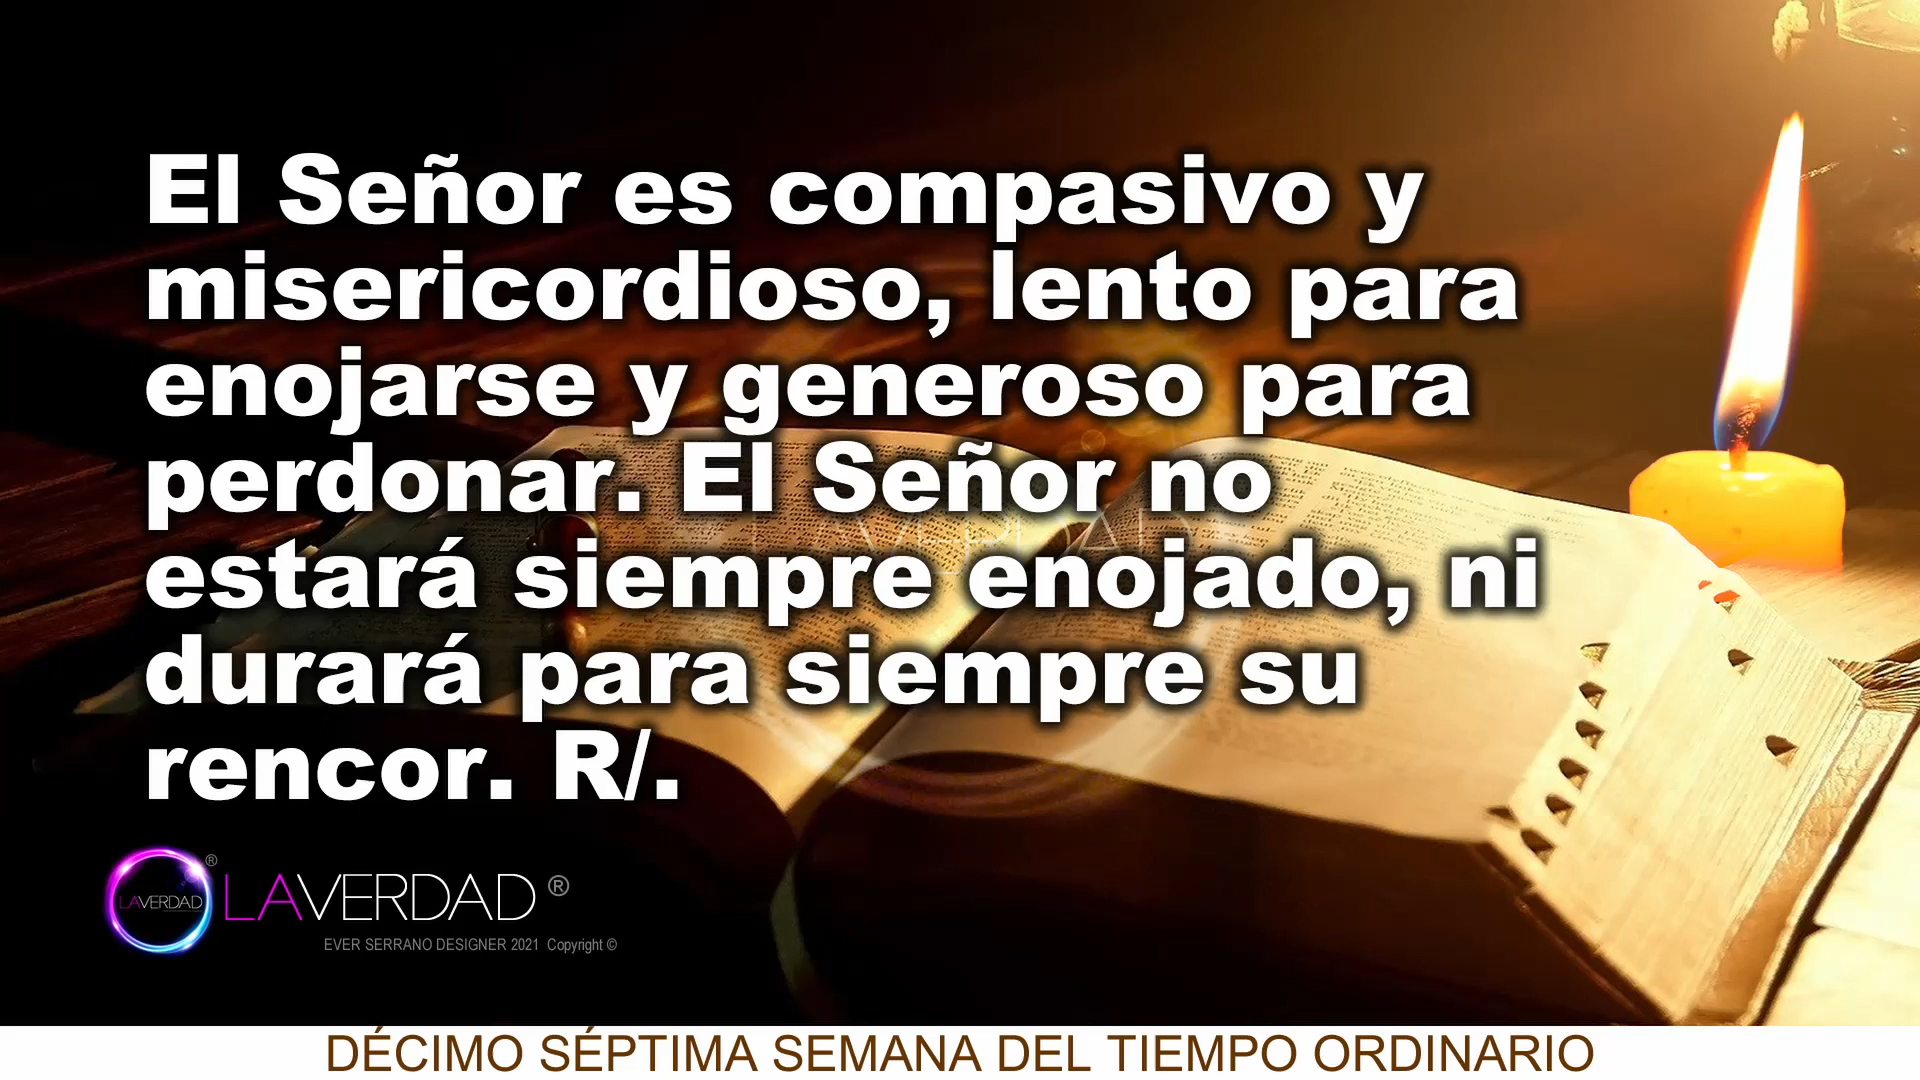 El Señor es compasivo y
misericordioso, lento para
enojarse y generoso para
perdonar. El Señor no
estará siempre enojado, ni
durará para siempre su
rencor. R/.
LAVERDAD
®
LAVERDAD ®
EVER SERRANO DESIGNER 2021 Copyright ©
DÉCIMO SÉPTIMA SEMANA DEL TIEMPO ORDINARIO